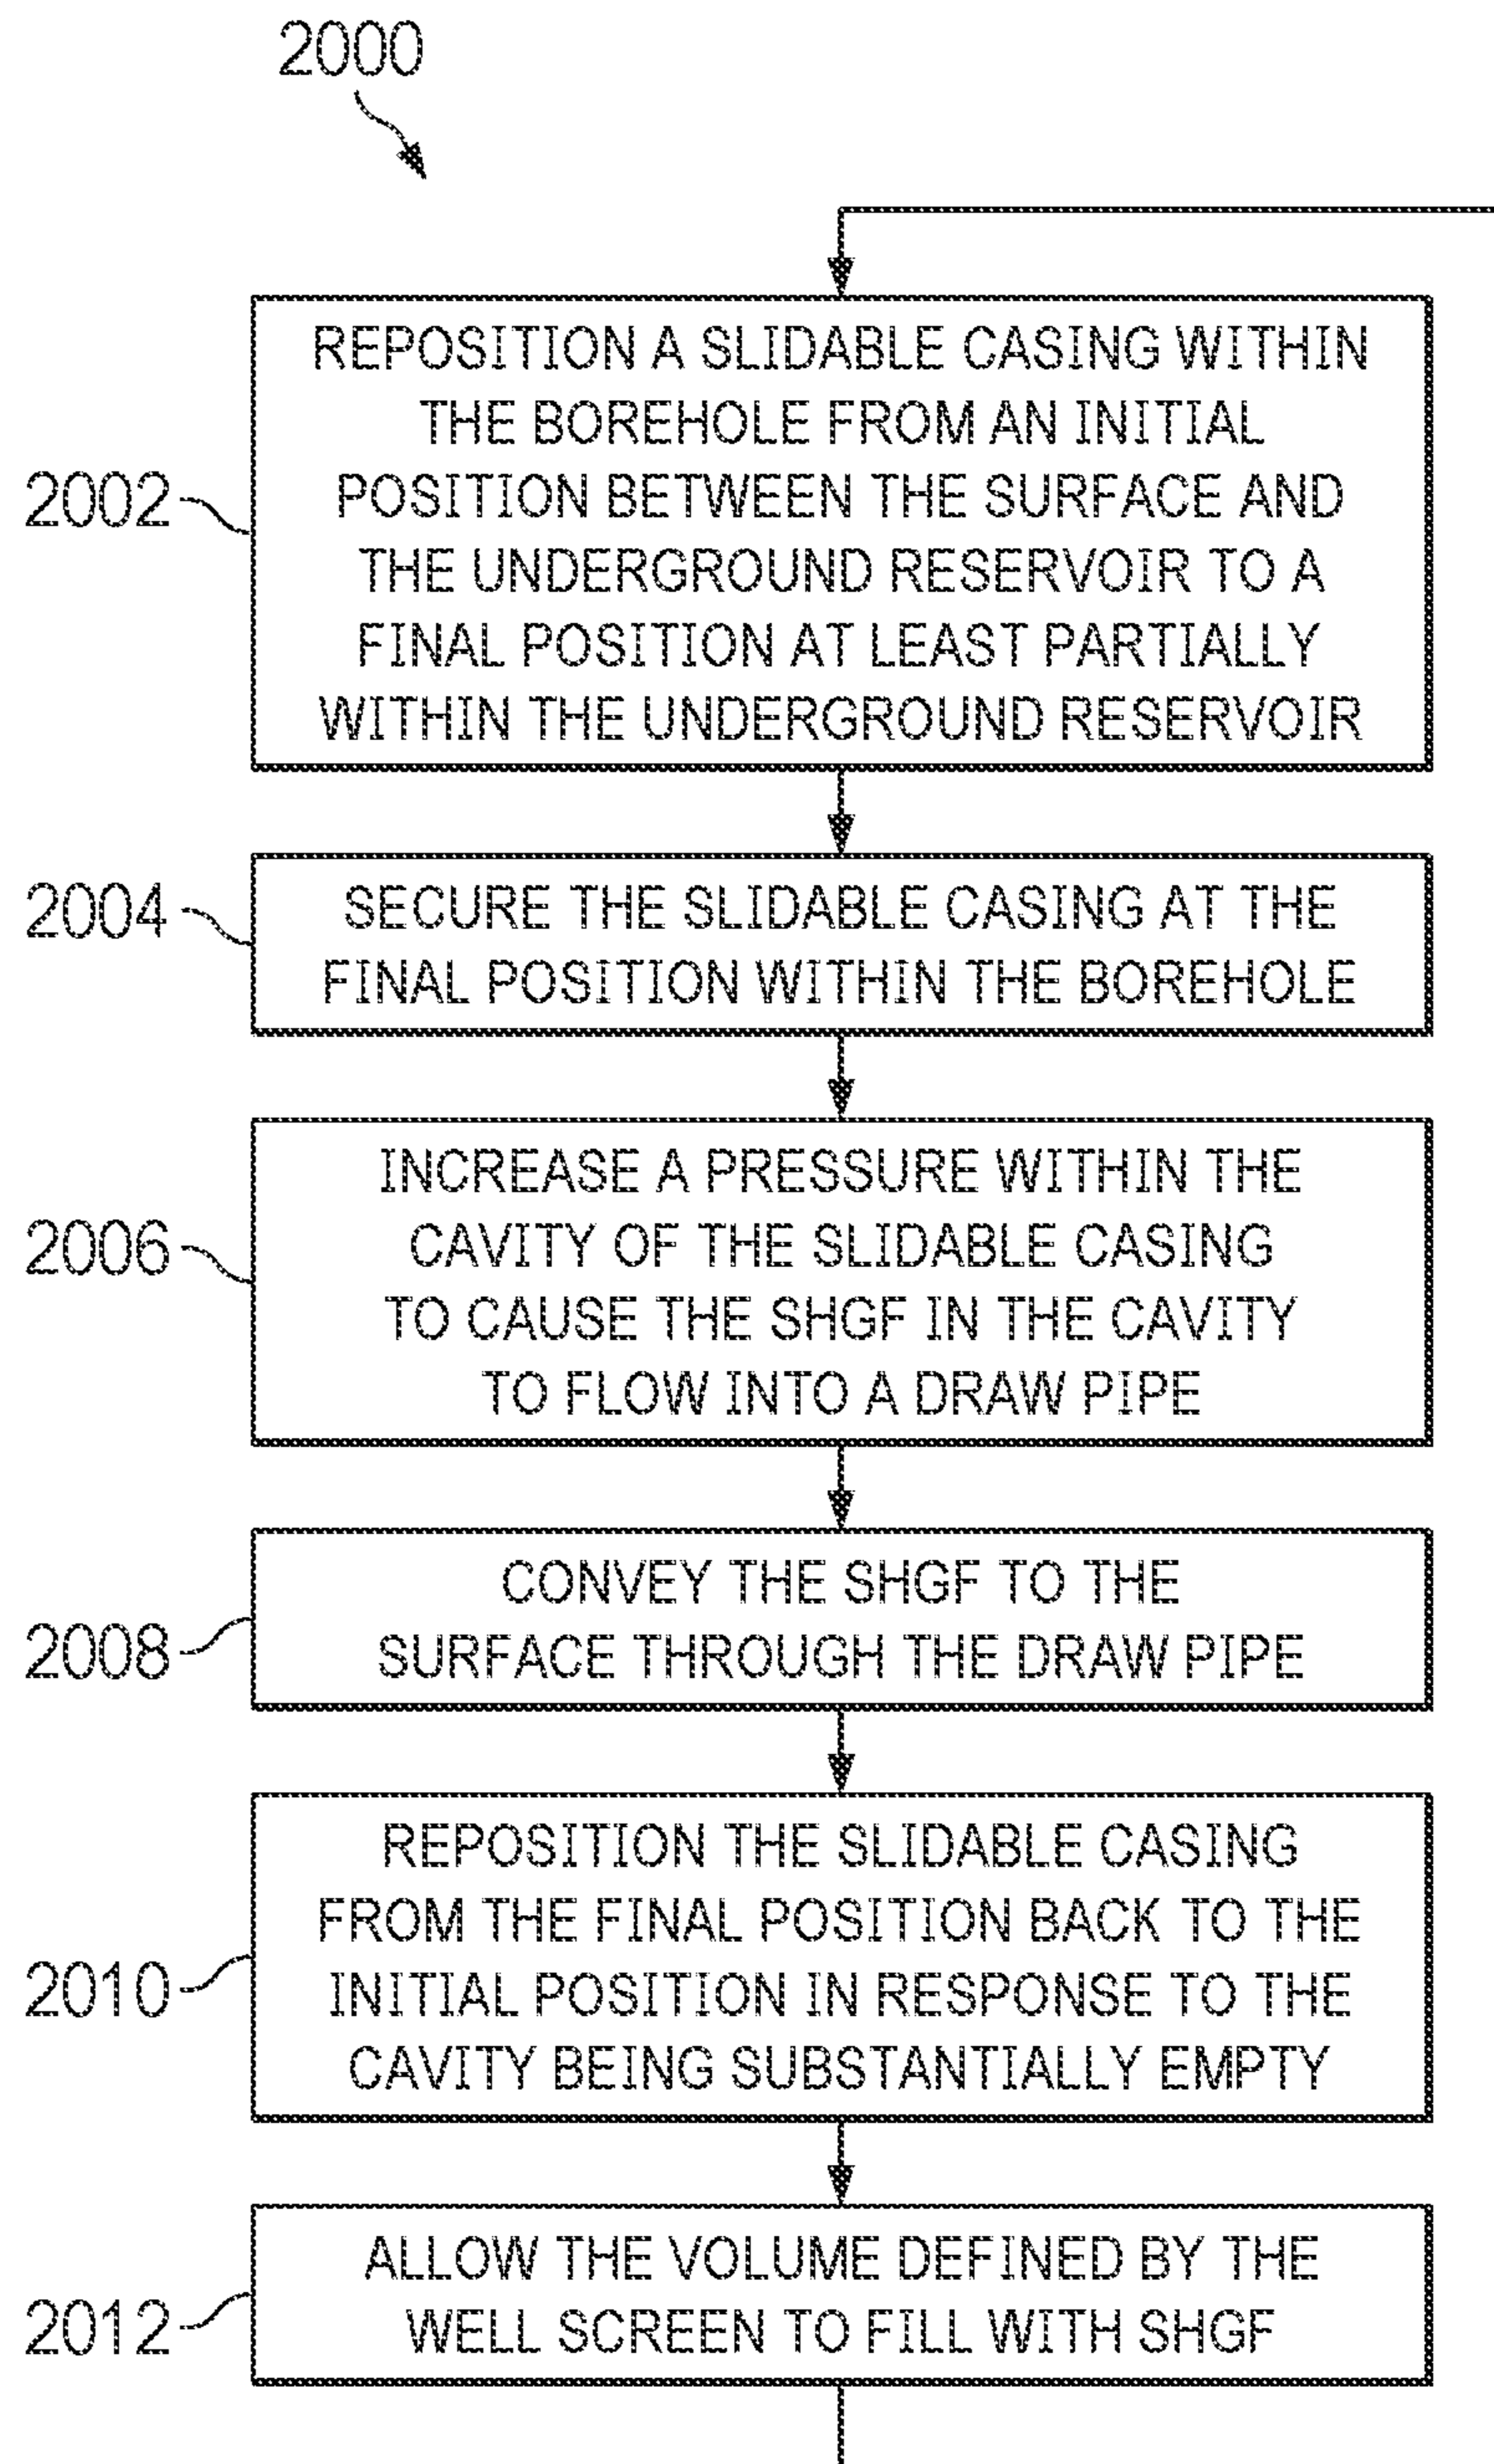 2000
REPOSITION A SLIDABLE CASING WITHIN
THE BOREHOLE FROM AN INITIAL
POSITION BETWEEN THE SURFACE AND
THE UNDERGROUND RESERVOIR TO A
FINAL POSITION AT LEAST PARTIALLY
WITHIN THE UNDERGROUND RESERVOIR
2002
SECURE THE SLIDABLE CASING AT THE
FINAL POSITION WITHIN THE BOREHOLE
2004
INCREASE A PRESSURE WITHIN THE
CAVITY OF THE SLIDABLE CASING
TO CAUSE THE SHGF IN THE CAVITY
TO FLOW INTO A DRAW PIPE
2006
CONVEY THE SHGF TO THE
SURFACE THROUGH THE DRAW PIPE
2008
REPOSITION THE SLIDABLE CASING
FROM THE FINAL POSITION BACK TO THE
INITIAL POSITION IN RESPONSE TO THE
CAVITY BEING SUBSTANTIALLY EMPTY
2010
ALLOW THE VOLUME DEFINED BY THE
WELL SCREEN TO FILL WITH SHGF
2012